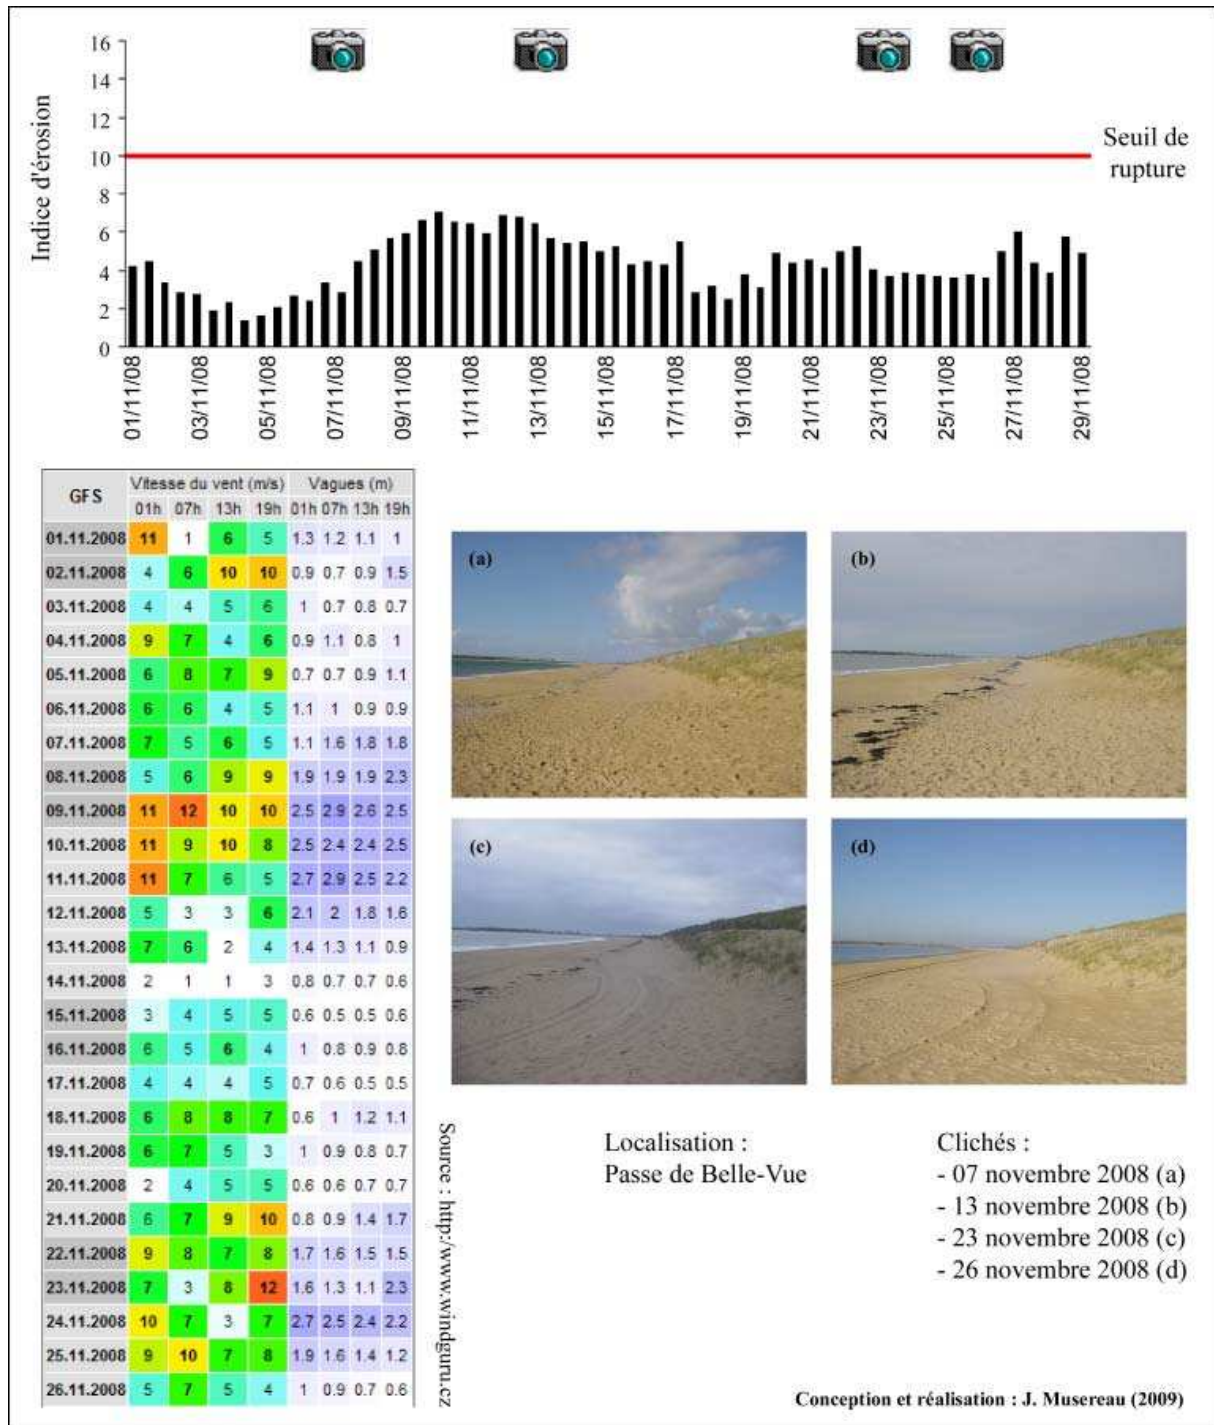 16
14
12
10
8
6
4
2
0
Indice d'érosion
Seuil de
rupture
01/11/08
03/11/08
05/11/08
07/11/08
09/11/08
11/11/08
13/11/08
15/11/08
17/11/08
19/11/08
21/11/08
23/11/08
25/11/08
27/11/08
29/11/08
GFS Vitesse du vent (m/s) Vagues (m)
01h 07h 13h 19h 01h 07h 13h 19h
01.11.2008 11 1 6 5 1.3 1.2 1.1 1
02.11.2008 4 6 10 10 0.9 0.7 0.9 1.5
03.11.2008 4 4 5 6 1 0.7 0.8 0.7
04.11.2008 9 7 4 6 0.9 1.1 0.8 1
05.11.2008 6 8 7 9 0.7 0.7 0.9 1.1
06.11.2008 6 6 4 5 1.1 1 0.9 0.9
07.11.2008 7 5 6 5 1.1 1.6 1.8 1.8
08.11.2008 5 6 9 9 1.9 1.9 1.9 2.3
09.11.2008 11 12 10 10 2.5 2.9 2.6 2.5
10.11.2008 11 9 10 8 2.5 2.4 2.4 2.5
11.11.2008 11 7 6 5 2.7 2.9 2.5 2.2
12.11.2008 5 3 3 6 2.1 2 1.8 1.6
13.11.2008 7 6 2 4 1.4 1.3 1.1 0.9
14.11.2008 2 1 1 3 0.8 0.7 0.7 0.6
15.11.2008 3 4 5 5 0.6 0.5 0.5 0.6
16.11.2008 6 5 6 4 1 0.8 0.9 0.8
17.11.2008 4 4 4 5 0.7 0.6 0.5 0.5
18.11.2008 6 8 8 7 0.6 1 1.2 1.1
19.11.2008 6 7 5 3 1 0.9 0.8 0.7
20.11.2008 2 4 5 5 0.6 0.6 0.7 0.7
21.11.2008 6 7 9 10 0.8 0.9 1.4 1.7
22.11.2008 9 8 7 8 1.7 1.6 1.5 1.5
23.11.2008 7 3 8 12 1.6 1.3 1.1 2.3
24.11.2008 10 7 3 7 2.7 2.5 2.4 2.2
25.11.2008 9 10 7 8 1.9 1.6 1.4 1.2
26.11.2008 5 7 5 4 1 0.9 0.7 0.6
Source : http:/www.windguru.cz
(a)
(b)
(c)
(d)
Localisation :
Passe de Belle-Vue
Clichés :
- 07 novembre 2008 (a)
- 13 novembre 2008 (b)
- 23 novembre 2008 (c)
- 26 novembre 2008 (d)
Conception et réalisation : J. Musereau (2009)